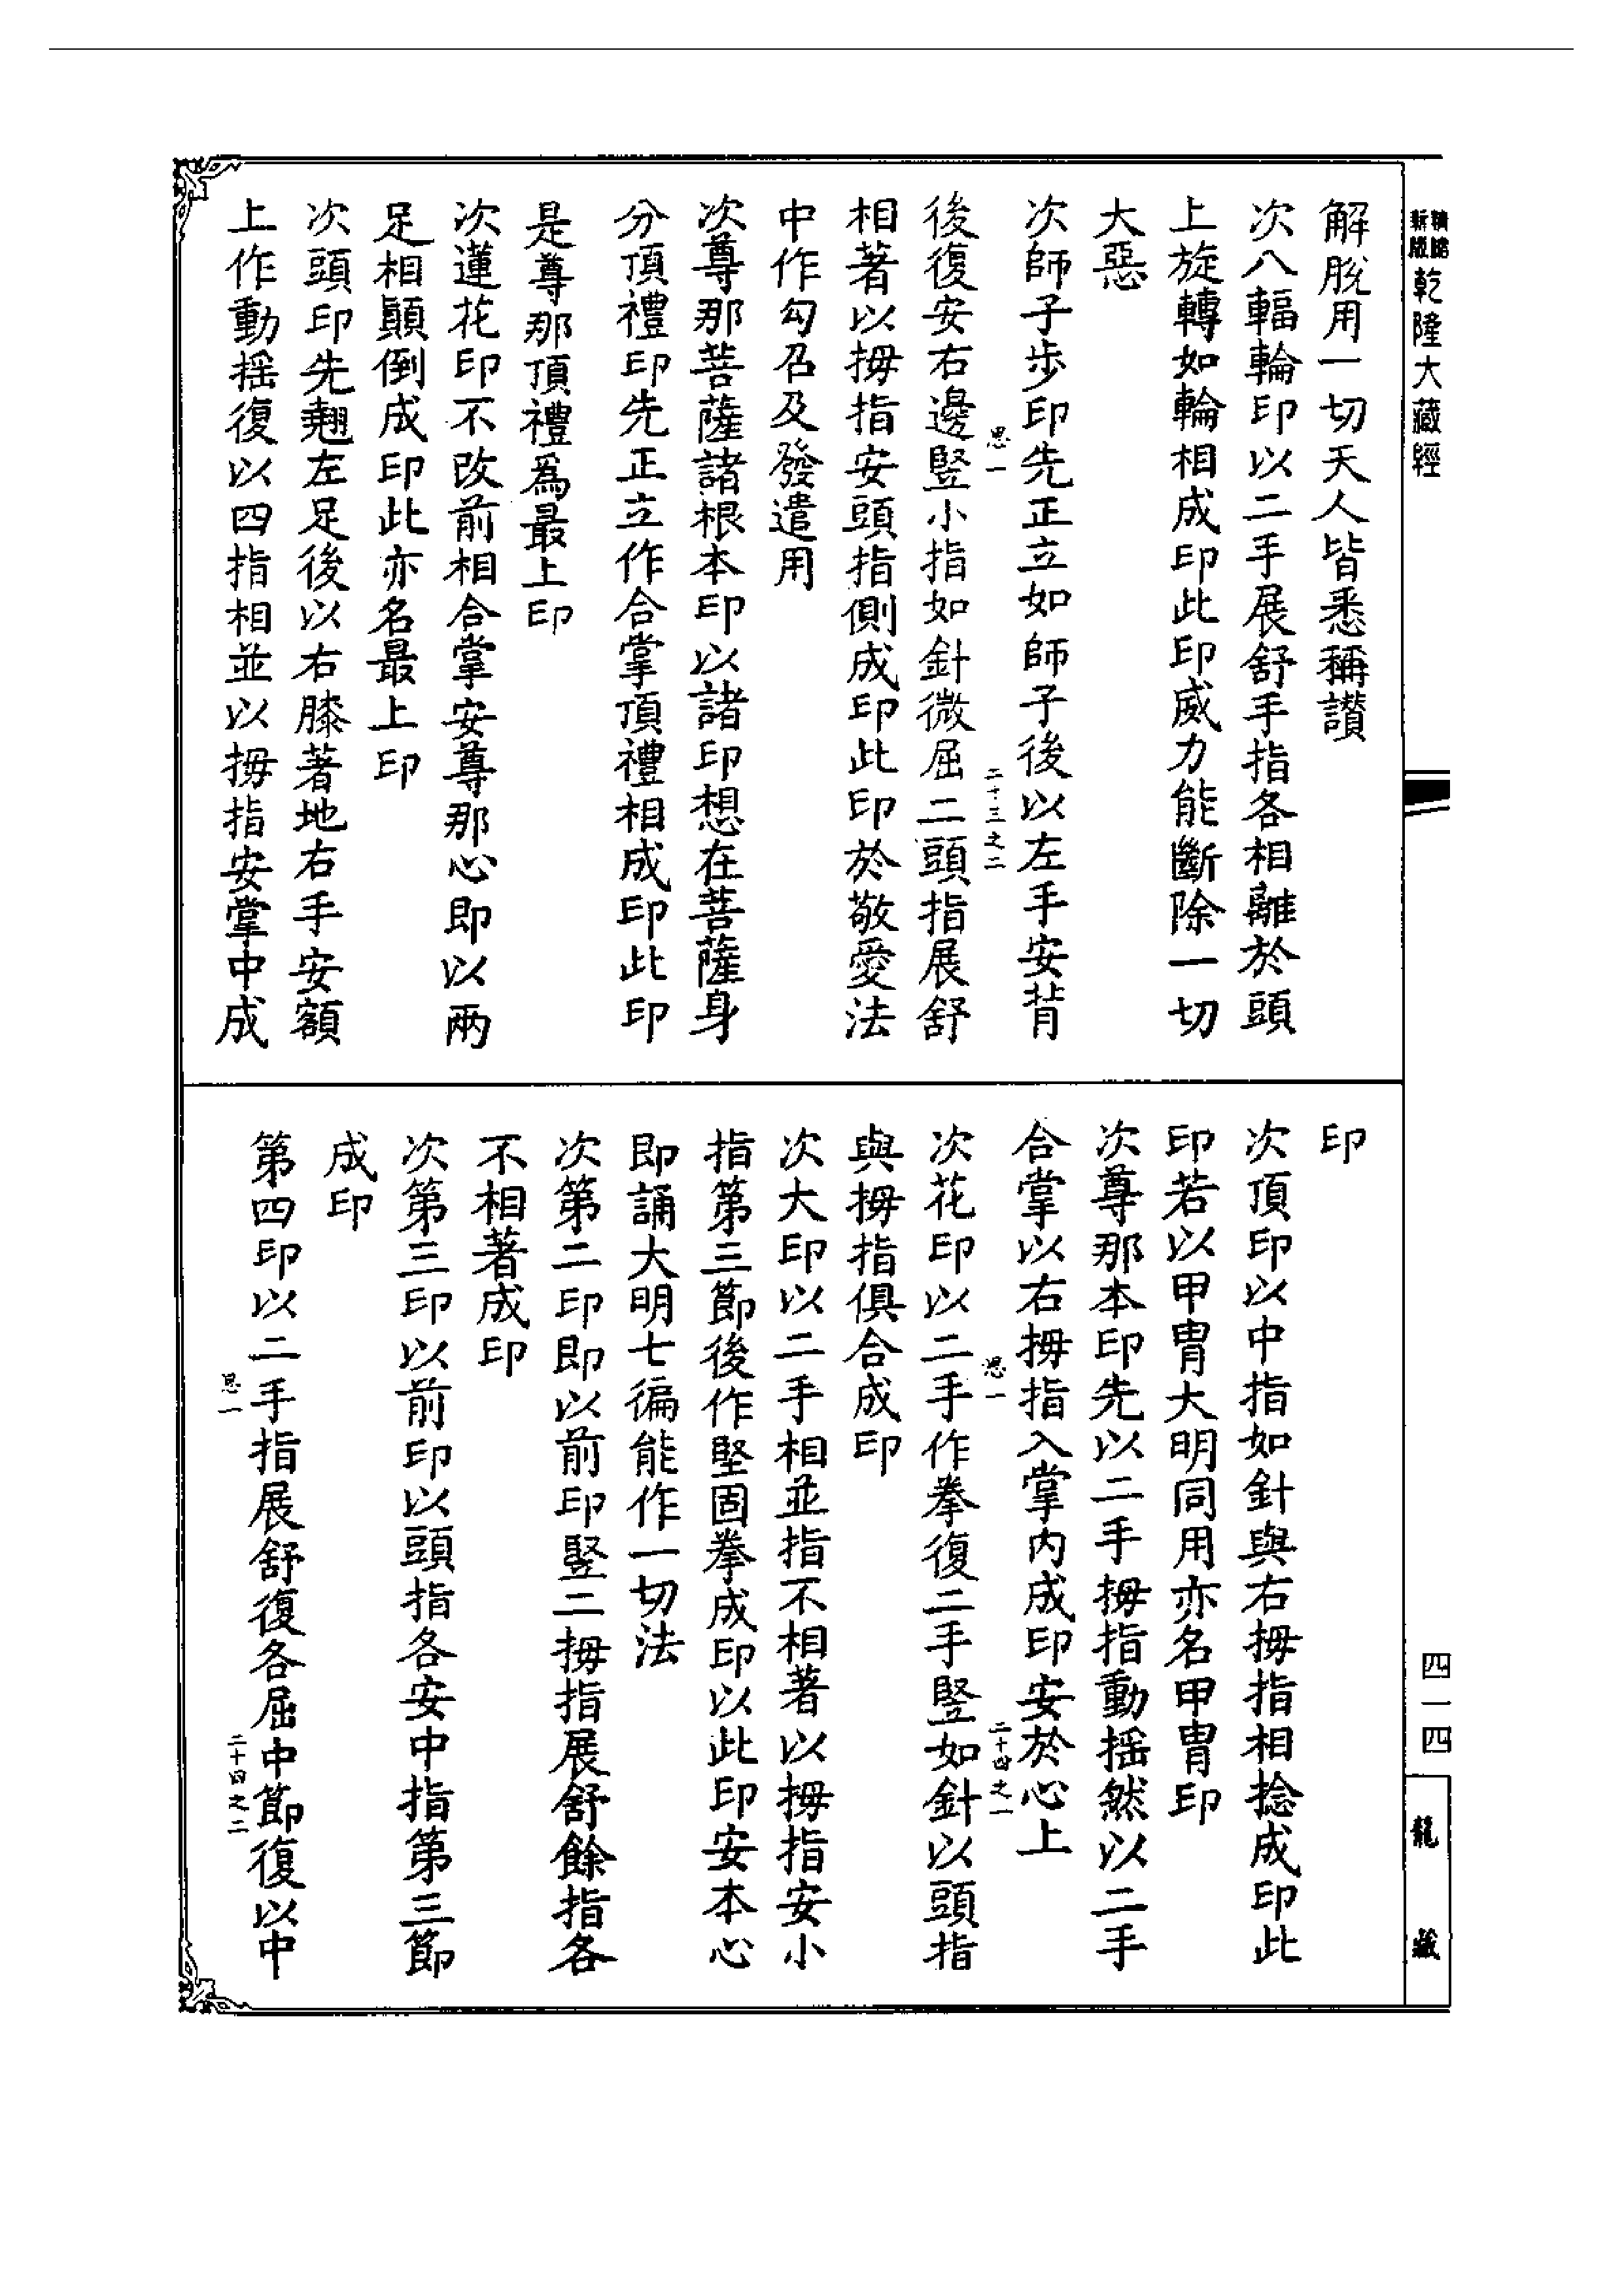 乾隆大藏經
解脫用一切天人皆悉稱讚
次八輻輪印以二手展舒手指各相離於頭
上旋轉如輪相成印此印威力能斷除一切
大惡
次師子步印先正立如師子後以左手安背
思一
二十三之二
後復安右邊豎小指如針微屈二頭指展舒
相著以拇指安頭指側成印此印於敬愛法
中作勾召及發遣用
次尊那菩薩諸根本印以諸印想在菩薩身
分頂禮印先正立作合掌頂禮相成印此印
是尊那頂禮爲最上印
次蓮花印不改前相合掌安尊那心即以兩
足相顚倒成印此亦名最上印
次頭印先翹左足後以右膝著地右手安額
上作動揺復以四指相並以拇指安掌中成
印
次頂印以中指如針與右拇指相捻成印此
印若以甲冑大明同用亦名甲冑印
次尊那本印先以二手拇指動揺然以二手
合掌以右拇指入掌内成印安於心上
思一
二十四之一
次花印以二手作拳復二手豎如針以頭指
與拇指俱合成印
次大印以二手相並指不相著以拇指安小
指第三節後作堅固拳成印以此印安本心
即誦大明七徧能作一切法
次第二印即以前印豎二拇指展舒餘指各
不相著成印
次第三印以前印以頭指各安中指第三節
成印
第四印以二手指展舒復各屈中節復以中
思一
二十四之二
四一四
龍藏